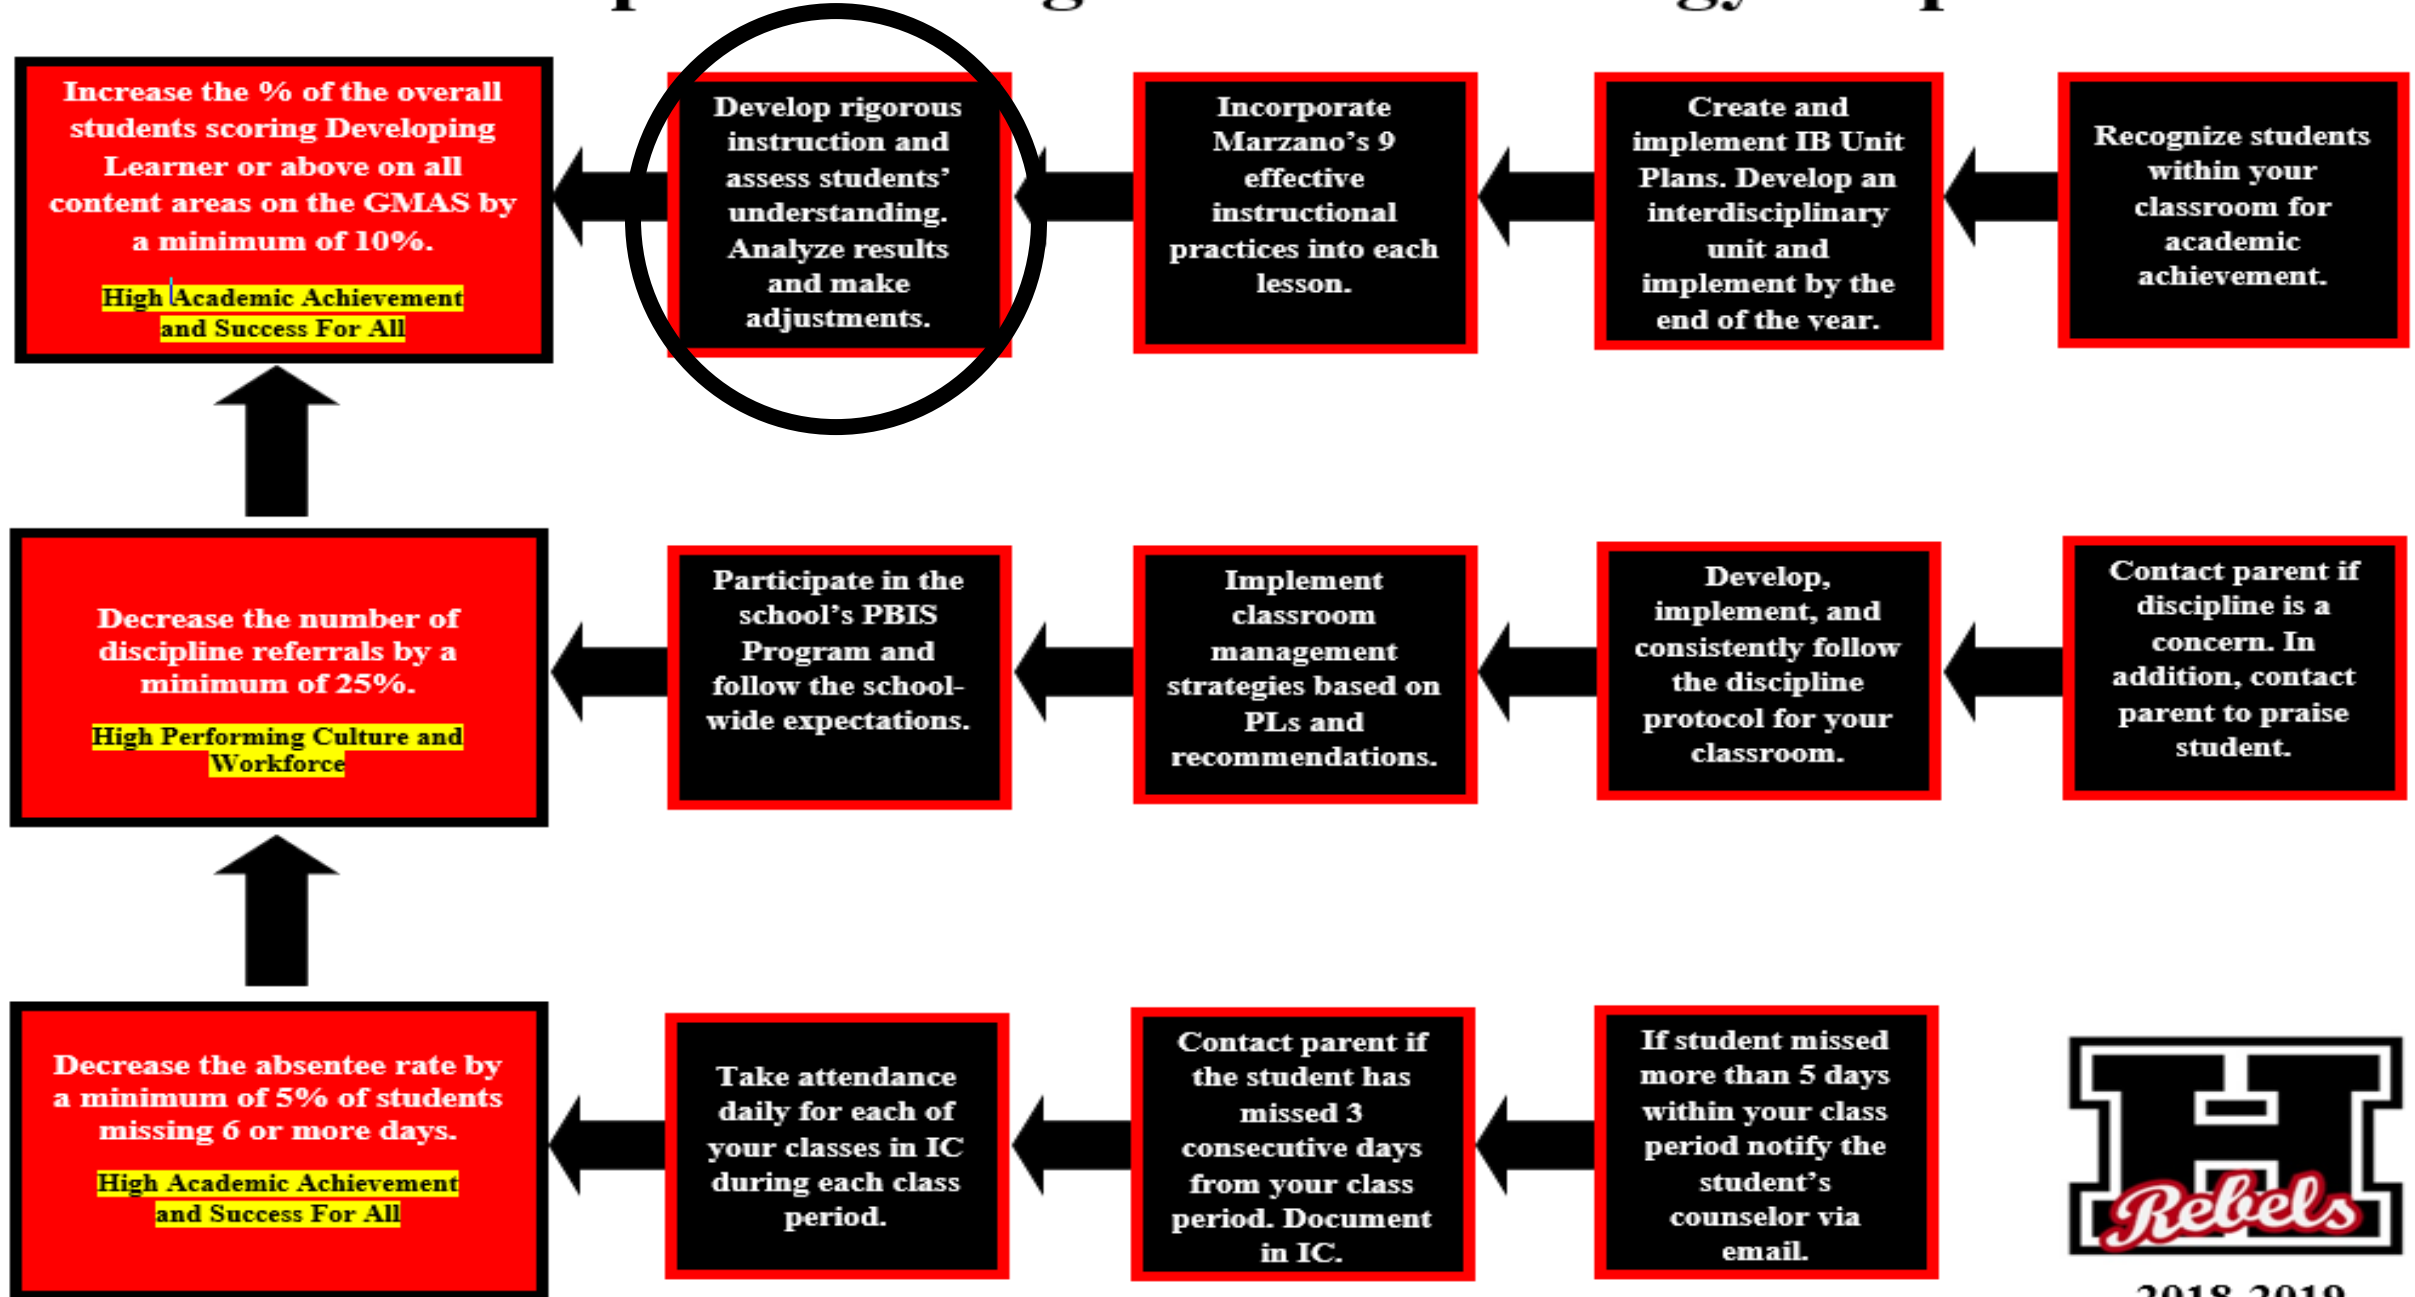 Increase the % of the overall
students scoring Developing
Learner or above on all
content areas on the GMAS by
a minimum of 10%.
High Academic Achievement
and Success For All
Develop rigorous
instruction and
assess students'
understanding.
Analyze results
and make
adjustments.
Incorporate
Marzano's 9
effective
instructional
practices into each
lesson.
Create and
implement IB Unit
Plans. Develop an
interdisciplinary
unit and
implement by the
end of the year.
Recognize students
within your
classroom for
academic
achievement.
Decrease the number of
discipline referrals by a
minimum of 25%.
High Performing Culture and
Workforce
Participate in the
school's PBIS
Program and
follow the school-
wide expectations.
Implement
classroom
management
strategies based on
PLs and
recommendations.
Develop,
implement, and
consistently follow
the discipline
protocol for your
classroom.
Contact parent if
discipline is a
concern. In
addition, contact
parent to praise
student.
Decrease the absentee rate by
a minimum of 5% of students
missing 6 or more days.
High Academic Achievement
and Success For All
Take attendance
daily for each of
your classes in IC
during each class
period.
Contact parent if
the student has
missed 3
consecutive days
from your class
period. Document
in IC.
If student missed
more than 5 days
within your class
period notify the
student's
counselor via
email.
H
Rebels
2018-2019